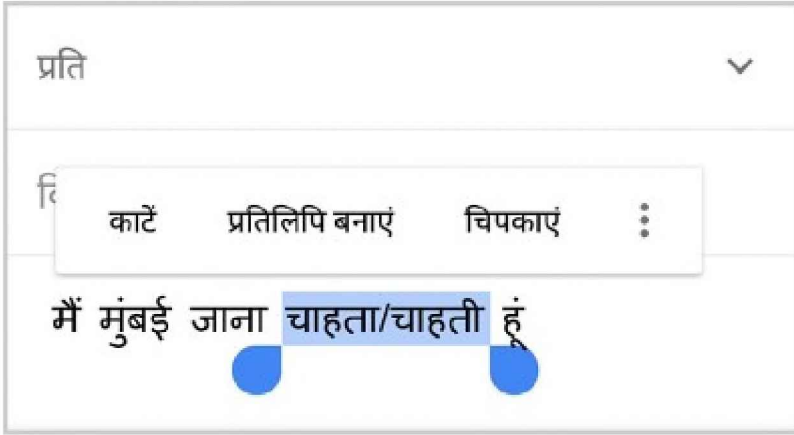 प्रति
काटें प्रतिलिपि बनाएं चिपकाएं
मैं मुंबई जाना चाहता/चाहती हूं